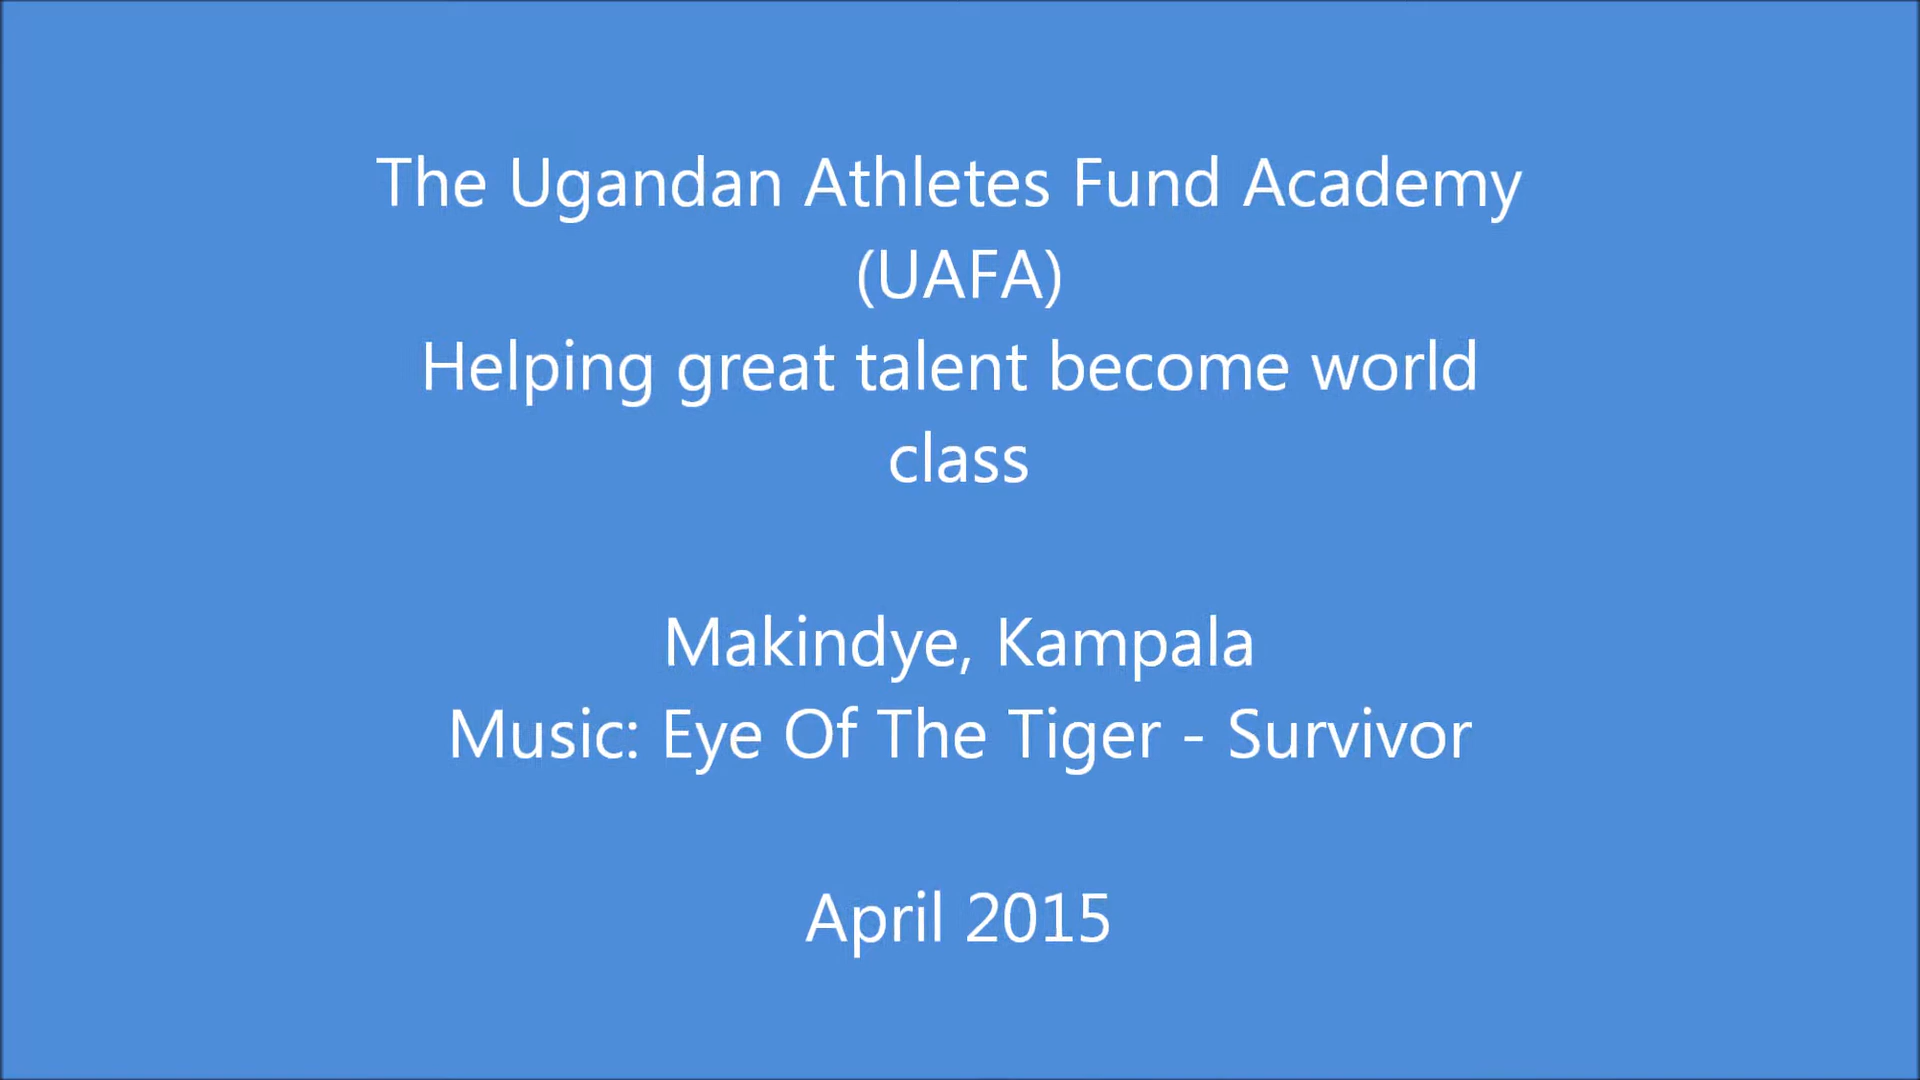 The Ugandan Athletes Fund Academy
(UAFA)
Helping great talent become world
class
Makindye, Kampala
Music: Eye Of The Tiger - Survivor
April 2015